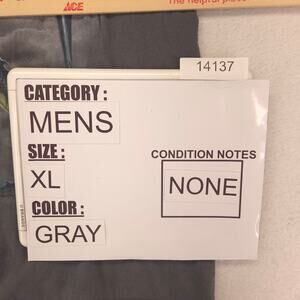 ACE
The helpful place
14137
CATEGORY :
MENS
SIZE :
XL
COLOR :
GRAY
CONDITION NOTES
NONE